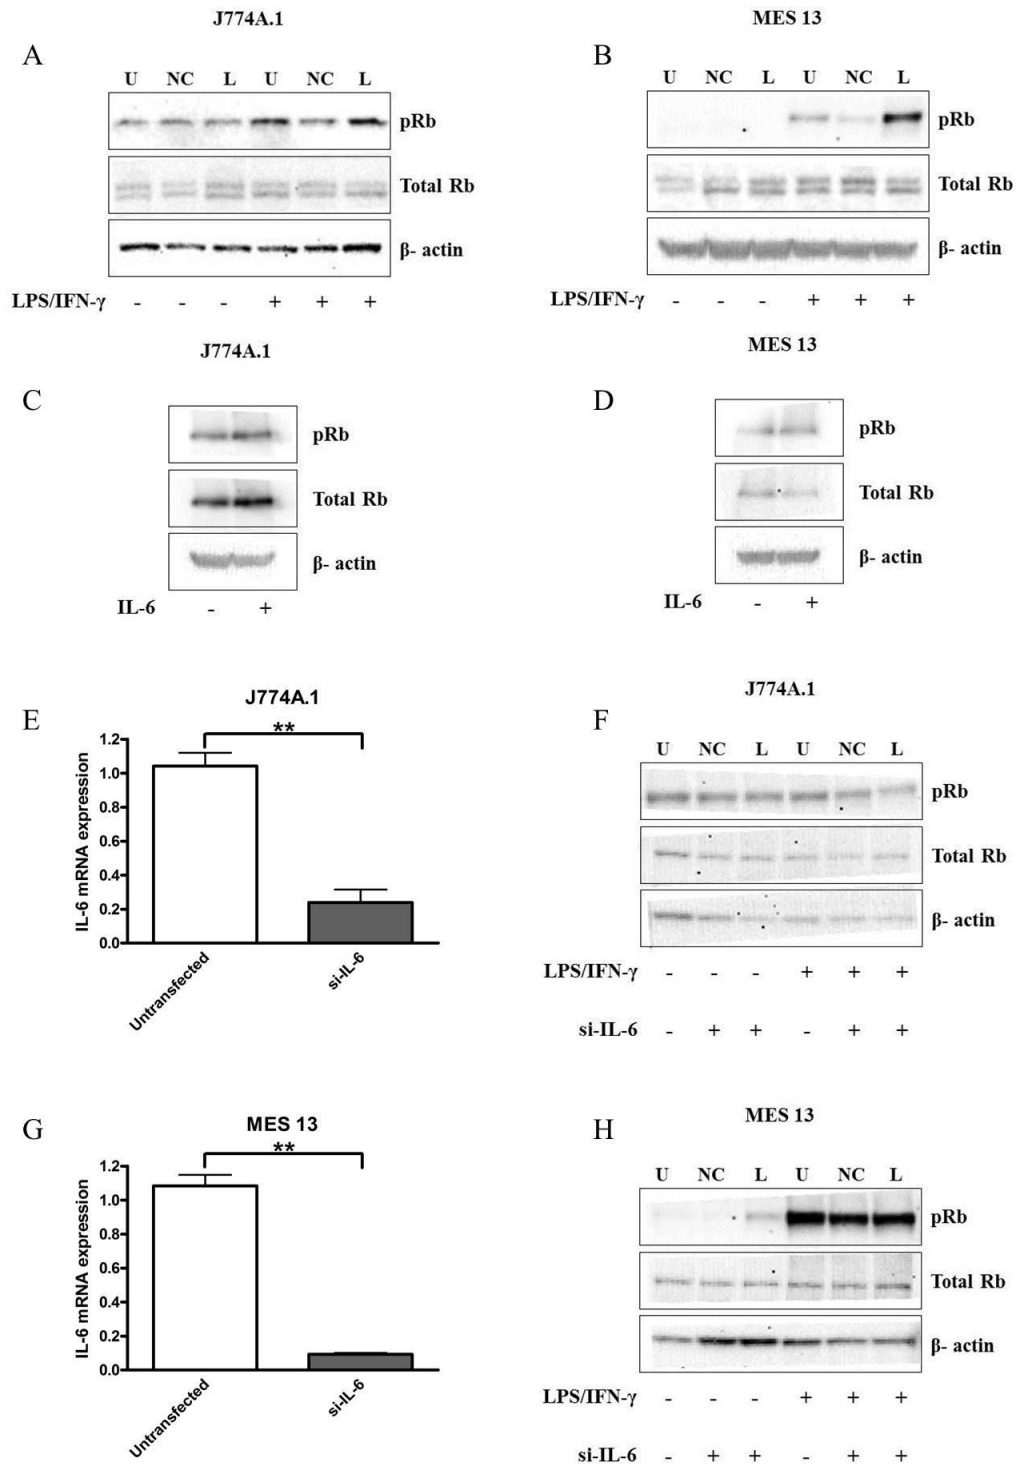 J774A.1
MES 13
A
B
U NC L U NC L
U NC L U NC L
pRb
pRb
Total Rb
Total Rb
β- actin
β- actin
LPS/IFN-γ - - - + + +
LPS/IFN-γ - - - + + +
J774A.1
MES 13
C
D
pRb
pRb
Total Rb
Total Rb
β- actin
β- actin
IL-6 - +
IL-6 - +
J774A.1
J774A.1
E
F
**
U NC L U NC L
IL-6 mRNA expression
1.2
1.0
0.8
0.6
0.4
0.2
0.0
Untransfected
si-IL-6
pRb
Total Rb
β- actin
LPS/IFN-γ - - - + + +
si-IL-6 - + + - + +
MES 13
MES 13
G
H
**
U NC L U NC L
IL-6 mRNA expression
1.2
1.0
0.8
0.6
0.4
0.2
0.0
Untransfected
si-IL-6
pRb
Total Rb
β- actin
LPS/IFN-γ - - - + + +
si-IL-6 - + + - + +